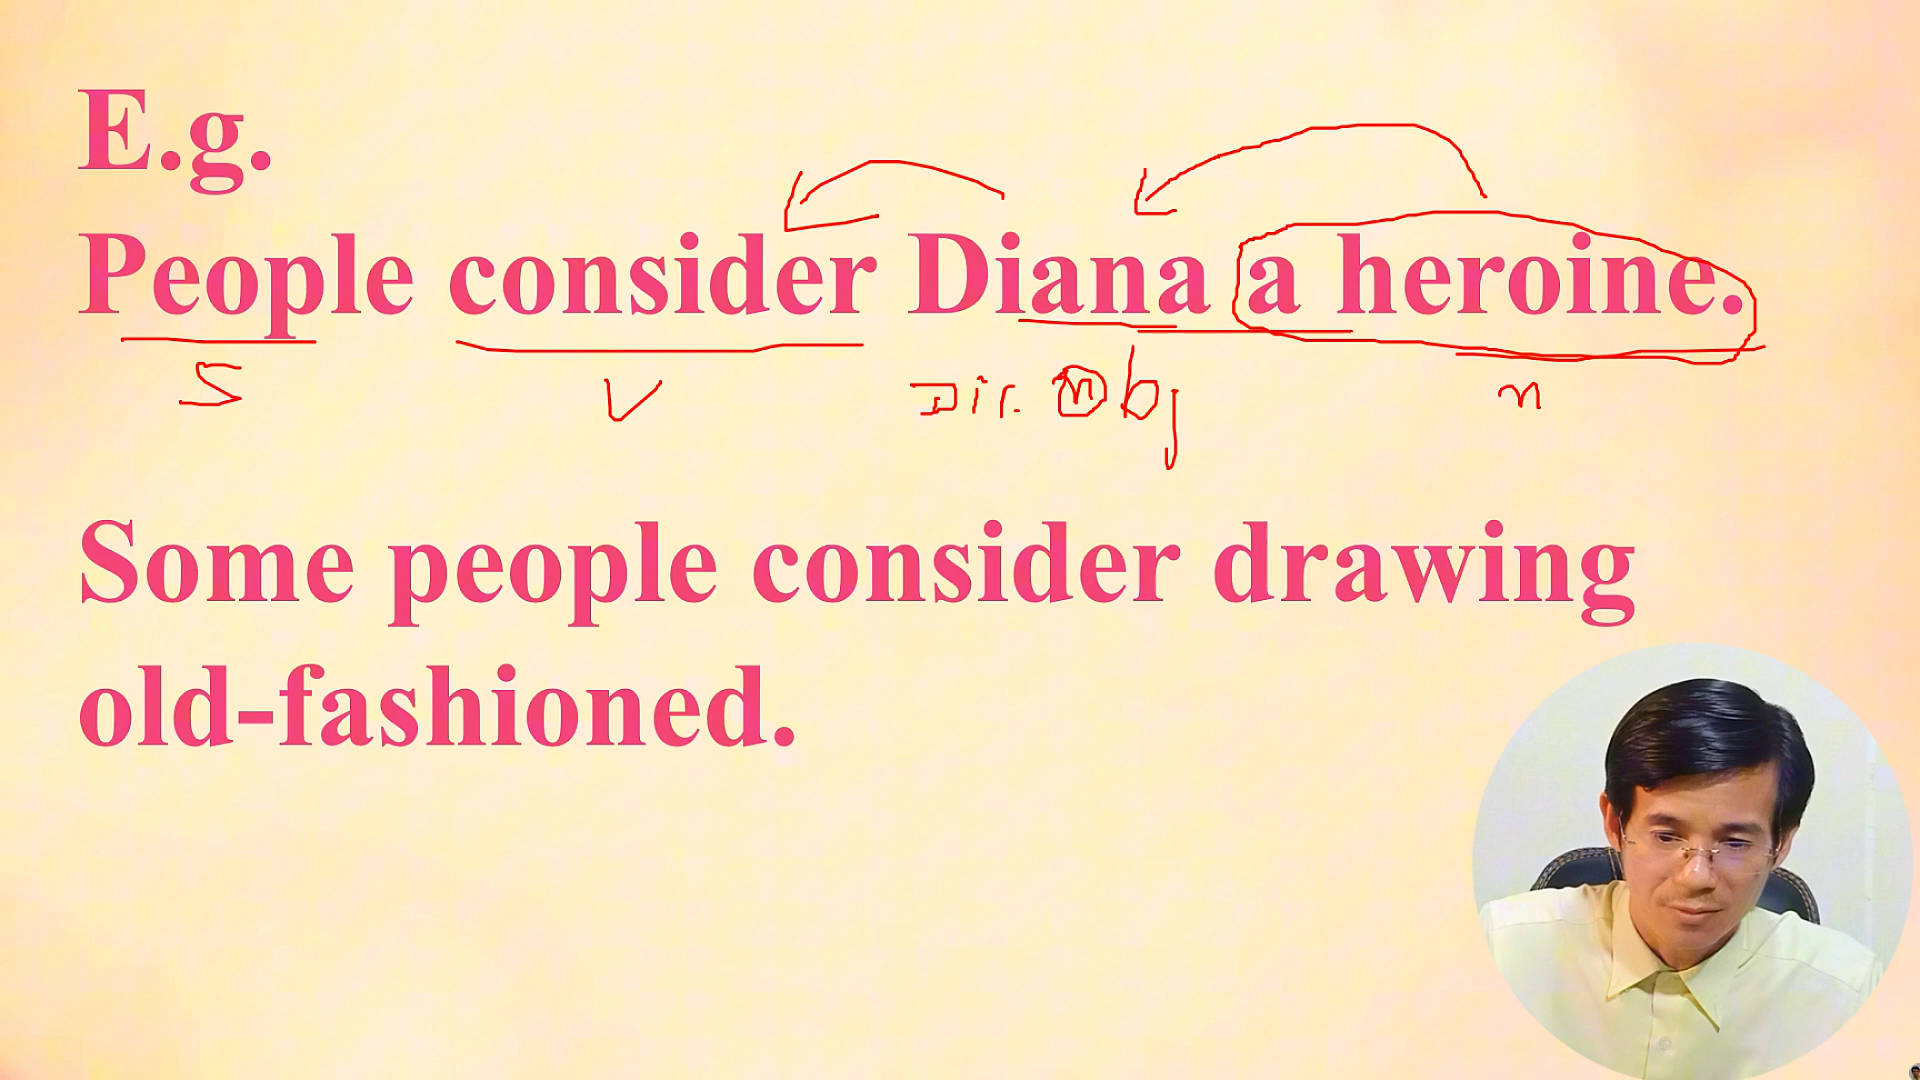 E.g.
People consider Diana a heroine.
S V Dir. Obj n
n
Some people consider drawing
old-fashioned.